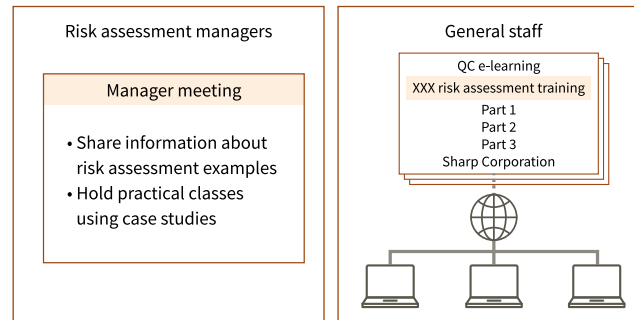 Risk assessment managers
Manager meeting
• Share information about
risk assessment examples
• Hold practical classes
using case studies
General staff
QC e-learning
XXX risk assessment training
Part 1
Part 2
Part 3
Sharp Corporation